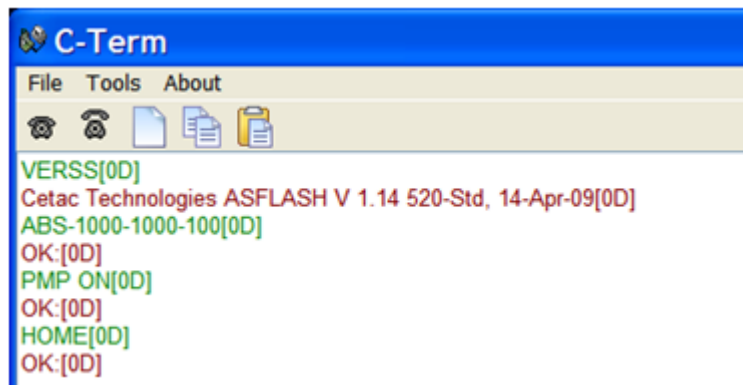 C-Term
File Tools About
VERSS[0D]
Cetac Technologies ASFLASH V 1.14 520-Std, 14-Apr-09[0D]
ABS-1000-1000-100[0D]
OK:[0D]
PMP ON[0D]
OK:[0D]
HOME[0D]
OK:[0D]